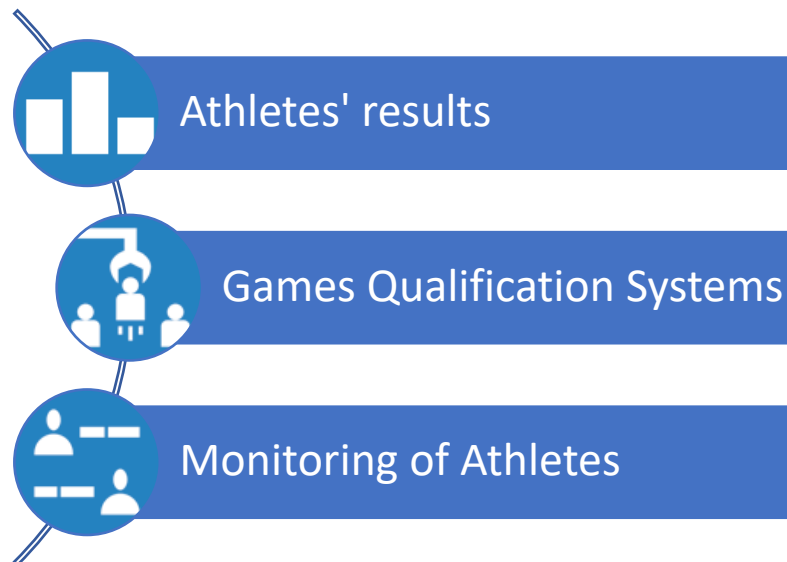 Athletes' results
Games Qualification Systems
Monitoring of Athletes